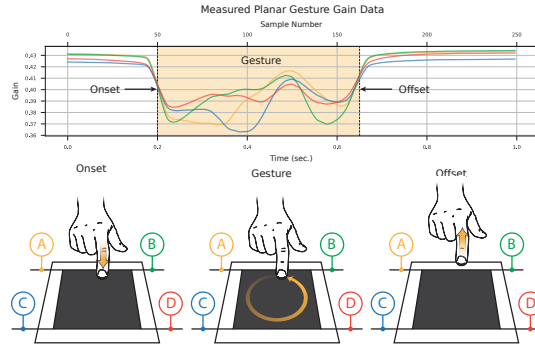 Measured Planar Gesture Gain Data
Sample Number
0 50 100 150 200 250
Gain
0,43
0,42
0,41
0,40
0,39
0,38
0,37
0,36
Gesture
Onset
Offset
0.0 0.2 0.4 0.6 0.8 1.0
Time (sec.)
Onset Gesture Offset
A B A B A B
C D C D C D